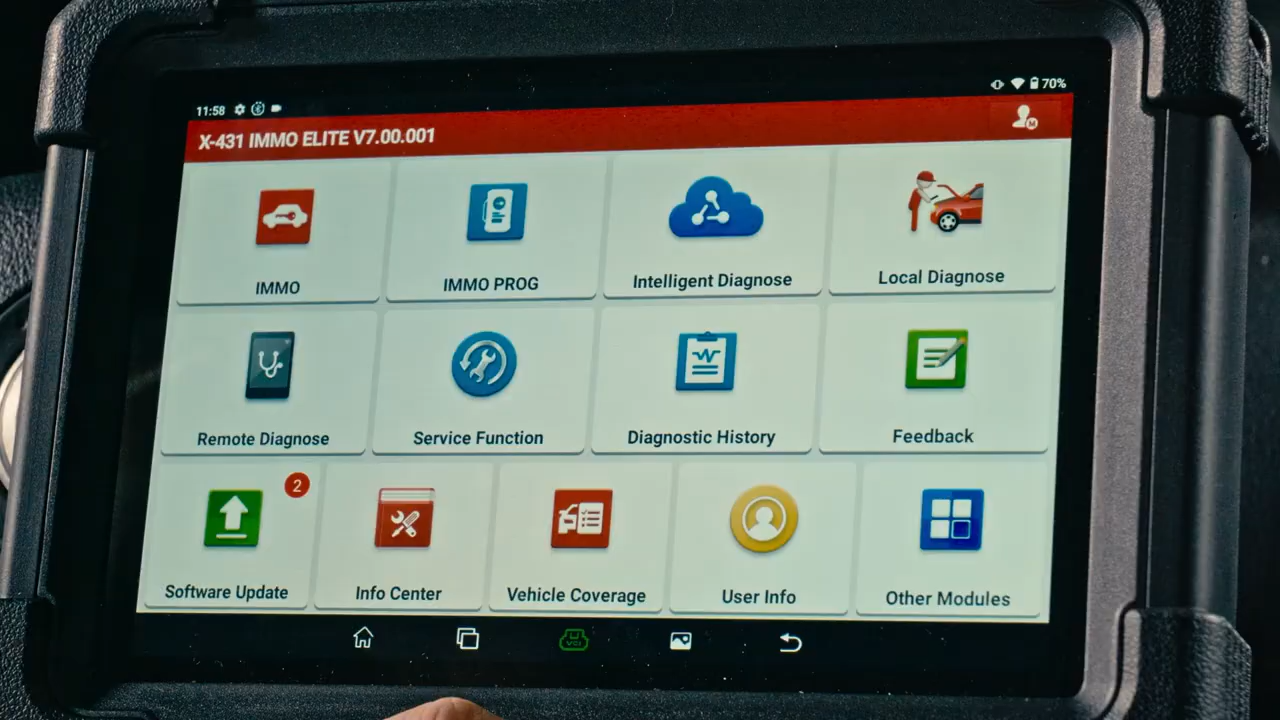 11:58 70%
X-431 IMMO ELITE V7.00.001
IMMO
IMMO PROG
Intelligent Diagnose
Local Diagnose
Remote Diagnose
Service Function
Diagnostic History
Feedback
2
Software Update
Info Center
Vehicle Coverage
User Info
Other Modules
VCI